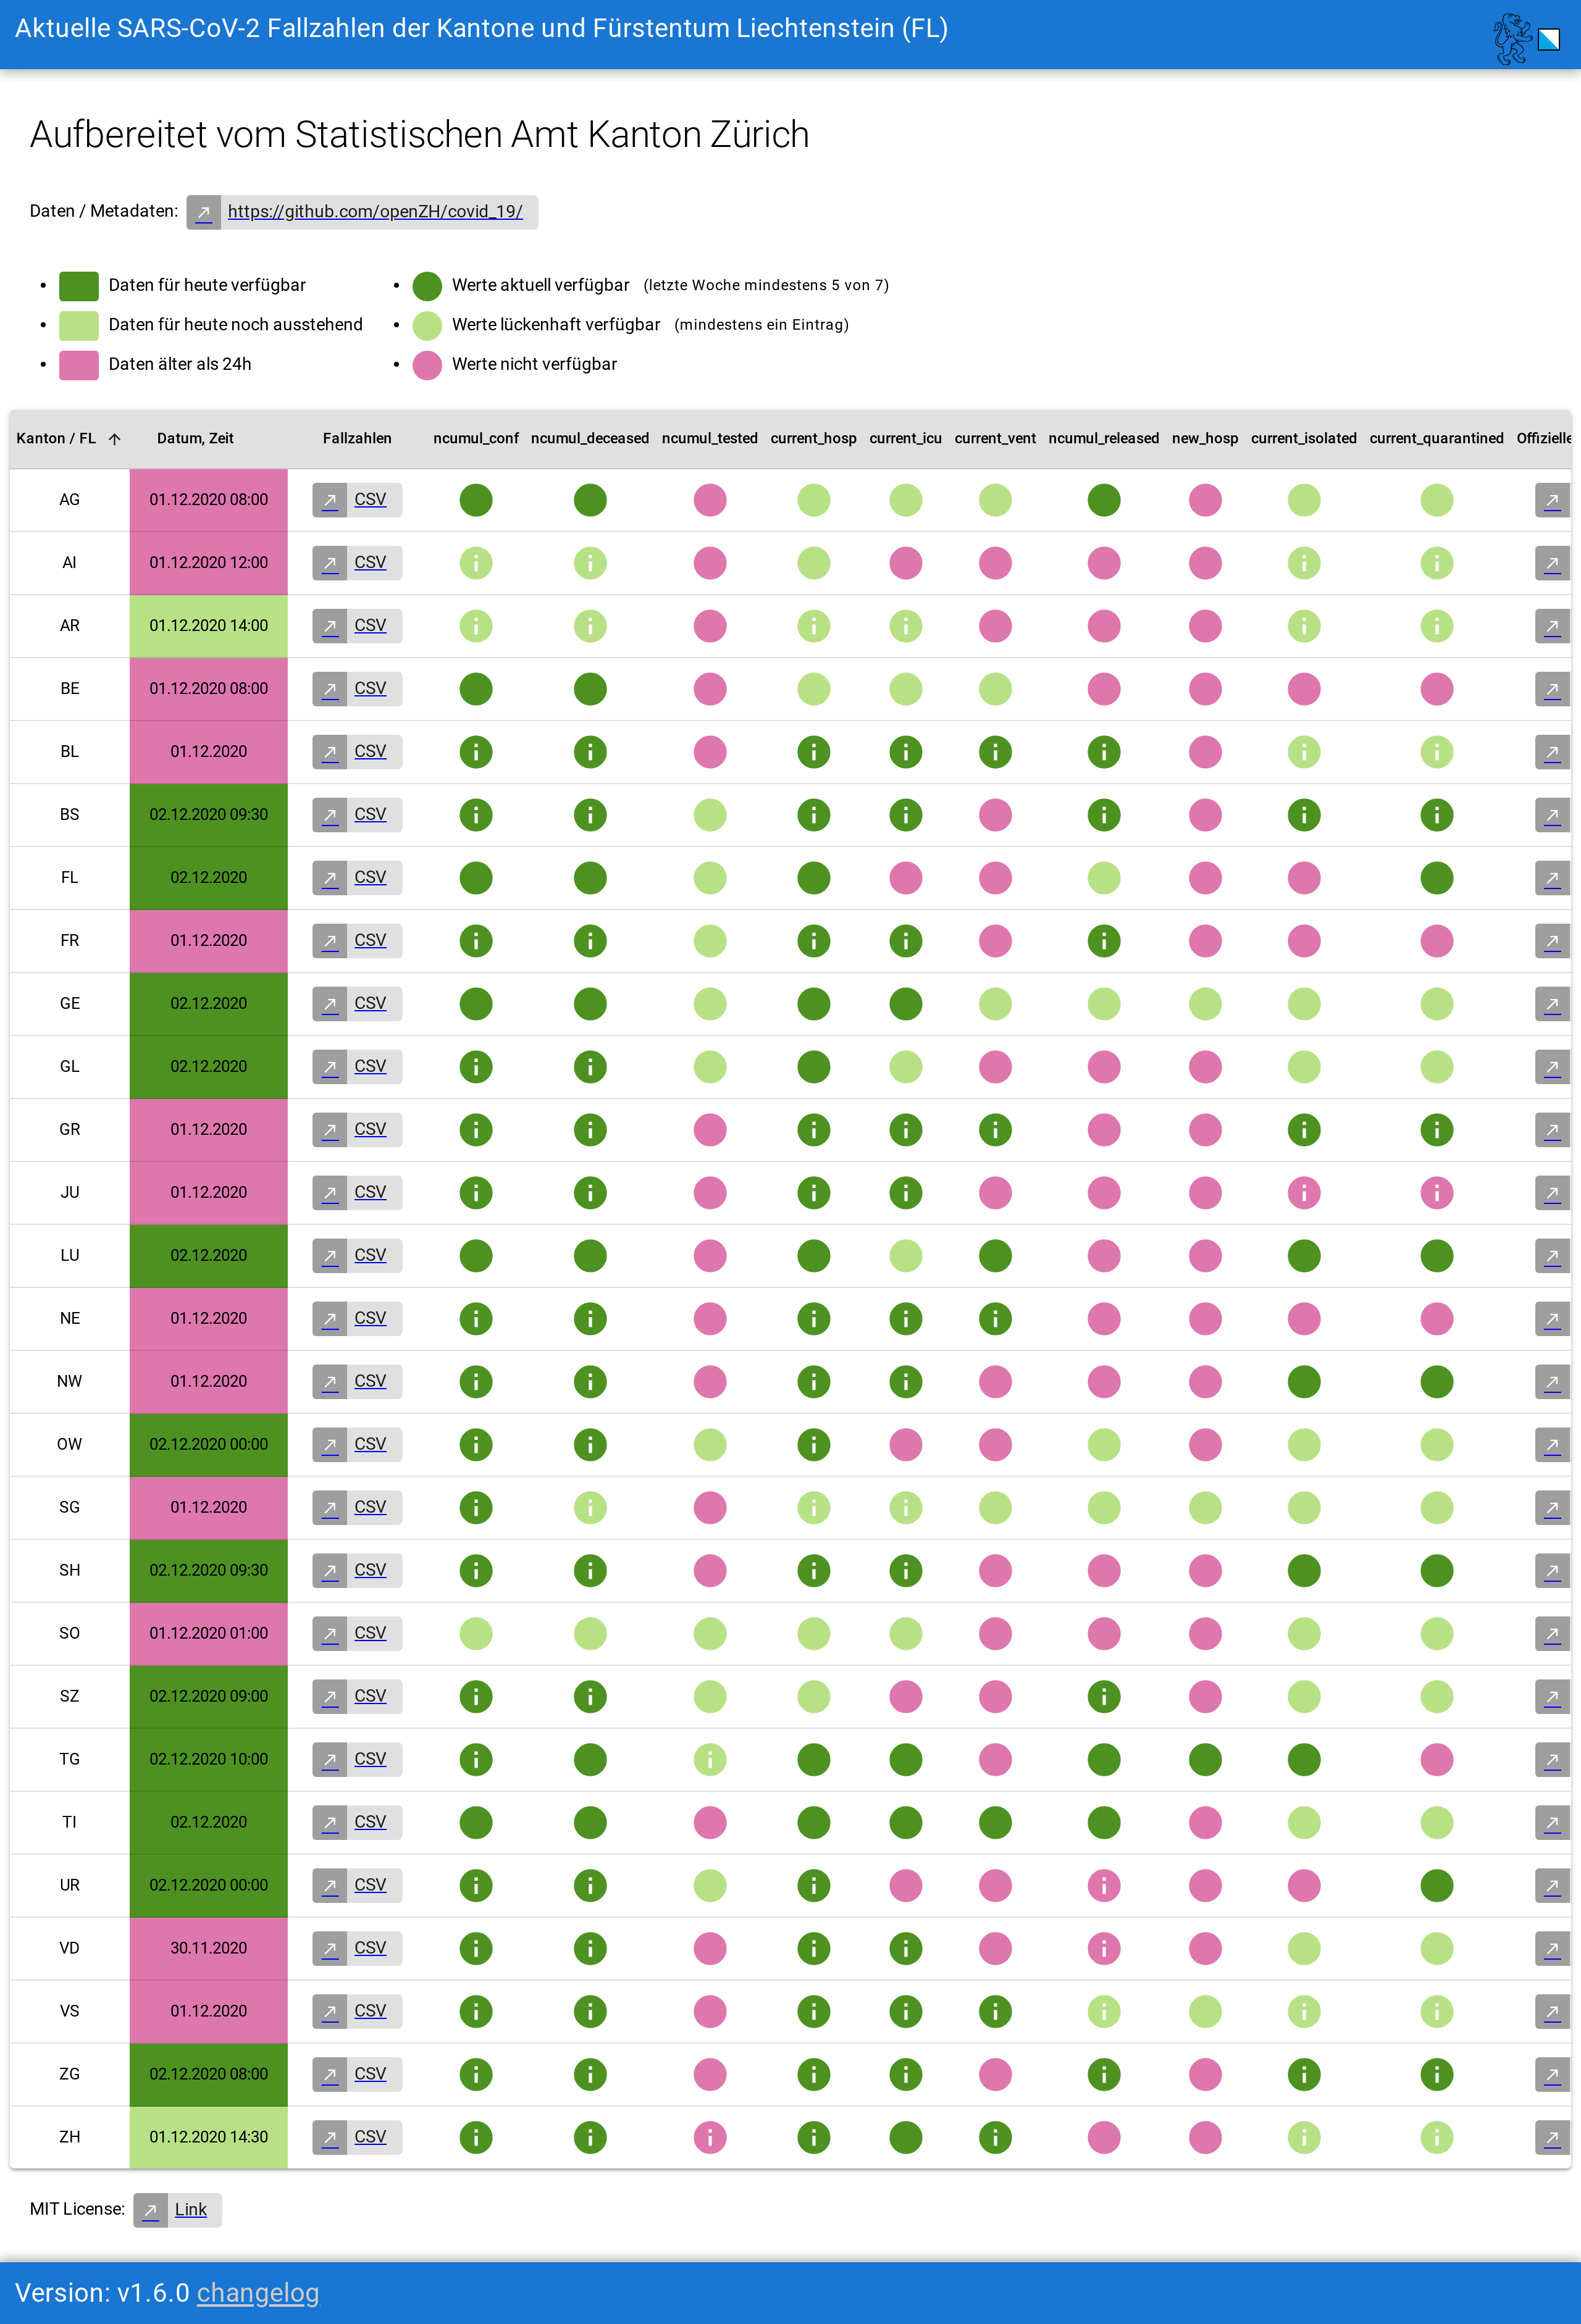 Aktuelle SARS-CoV-2 Fallzahlen der Kantone und Fürstentum Liechtenstein (FL)
Aufbereitet vom Statistischen Amt Kanton Zürich
Daten / Metadaten: https://github.com/openZH/covid_19/
Daten für heute verfügbar
Daten für heute noch ausstehend
Daten älter als 24h
Werte aktuell verfügbar (letzte Woche mindestens 5 von 7)
Werte lückenhaft verfügbar (mindestens ein Eintrag)
Werte nicht verfügbar
Kanton / FL Datum, Zeit Fallzahlen ncumul_conf ncumul_deceased ncumul_tested current_hosp current_icu current_vent ncumul_released new_hosp current_isolated current_quarantined Offizielle
AG 01.12.2020 08:00 CSV
AI 01.12.2020 12:00 CSV
AR 01.12.2020 14:00 CSV
BE 01.12.2020 08:00 CSV
BL 01.12.2020 CSV
BS 02.12.2020 09:30 CSV
FL 02.12.2020 CSV
FR 01.12.2020 CSV
GE 02.12.2020 CSV
GL 02.12.2020 CSV
GR 01.12.2020 CSV
JU 01.12.2020 CSV
LU 02.12.2020 CSV
NE 01.12.2020 CSV
NW 01.12.2020 CSV
OW 02.12.2020 00:00 CSV
SG 01.12.2020 CSV
SH 02.12.2020 09:30 CSV
SO 01.12.2020 01:00 CSV
SZ 02.12.2020 09:00 CSV
TG 02.12.2020 10:00 CSV
TI 02.12.2020 CSV
UR 02.12.2020 00:00 CSV
VD 30.11.2020 CSV
VS 01.12.2020 CSV
ZG 02.12.2020 08:00 CSV
ZH 01.12.2020 14:30 CSV
MIT License: Link
Version: v1.6.0 changelog